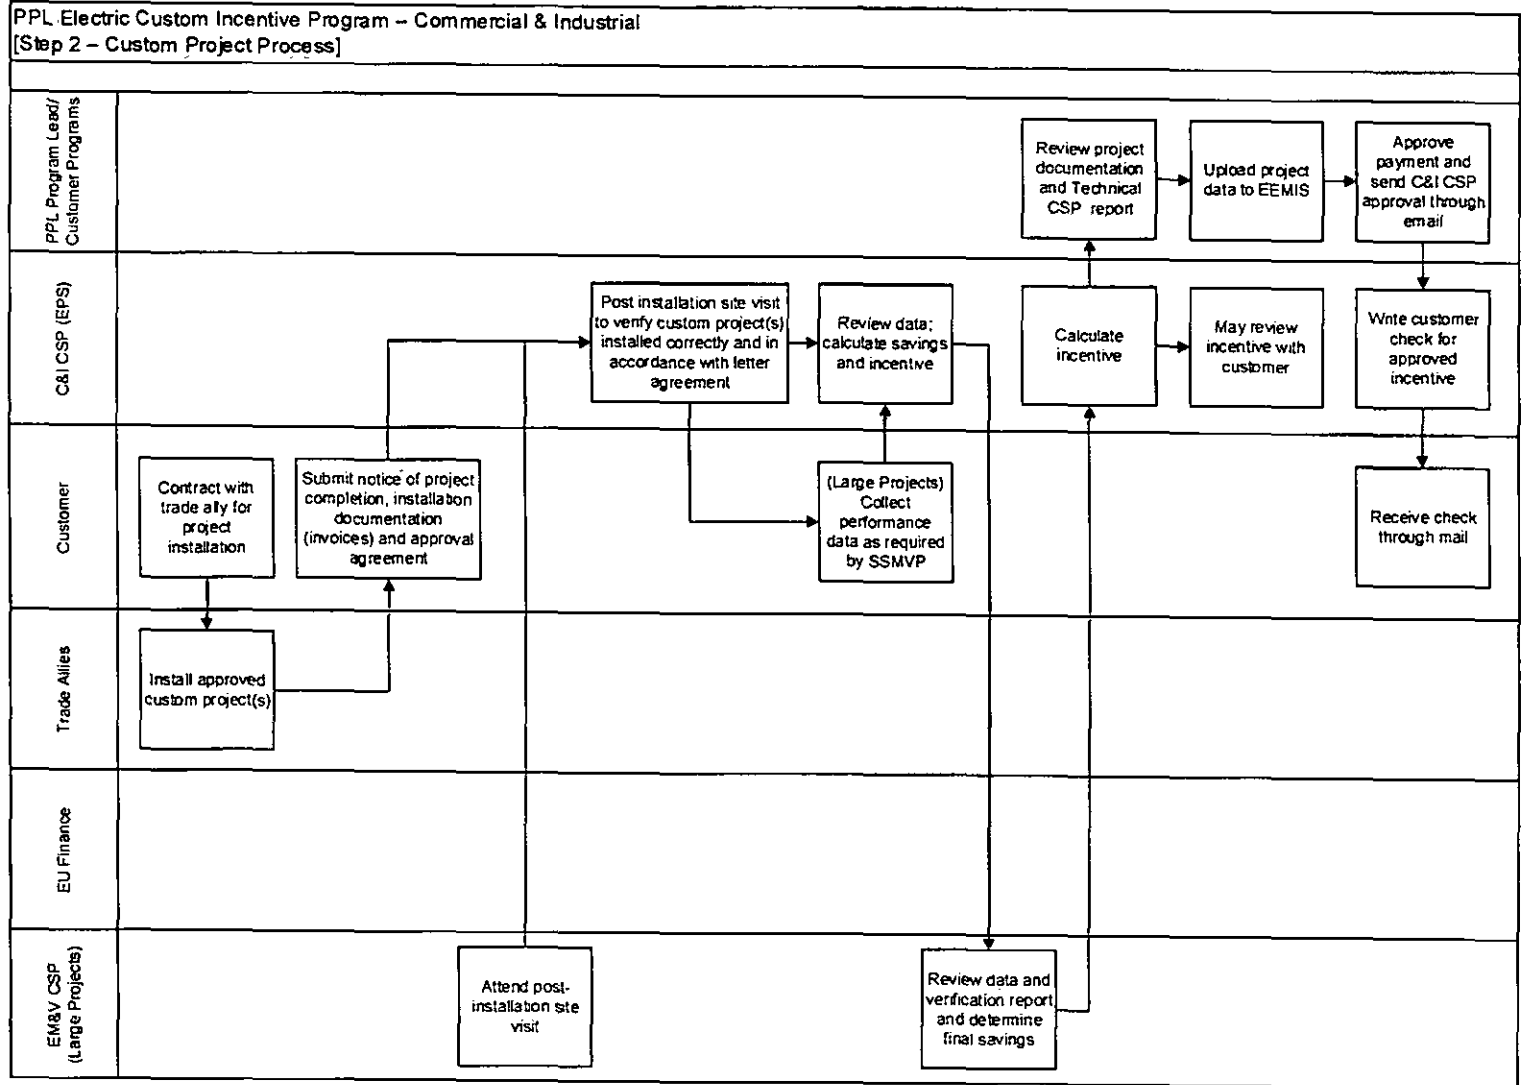 PPL Electric Custom Incentive Program – Commercial & Industrial
[Step 2 – Custom Project Process]
PPL Program Lead/
Customer Programs
Review project
documentation
and Technical
CSP report
Upload project
data to EEMIS
Approve
payment and
send C&I CSP
approval through
email
C&I CSP (EPS)
Post installation site visit
to verify custom project(s)
installed correctly and in
accordance with letter
agreement
Review data;
calculate savings
and incentive
Calculate
incentive
May review
incentive with
customer
Write customer
check for
approved
incentive
Customer
Contract with
trade ally for
project
installation
Submit notice of project
completion, installation
documentation
(invoices) and approval
agreement
(Large Projects)
Collect
performance
data as required
by SSMVP
Receive check
through mail
Trade Allies
Install approved
custom project(s)
EU Finance
EM&V CSP
(Large Projects)
Attend post-
installation site
visit
Review data and
verification report
and determine
final savings